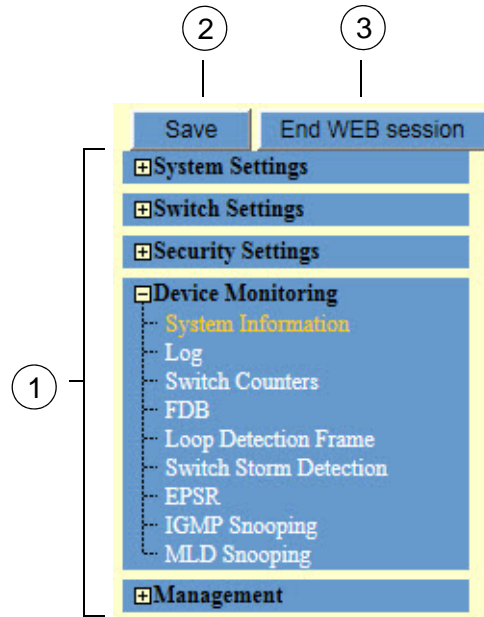 2 3
Save End WEB session
System Settings
Switch Settings
Security Settings
Device Monitoring
System Information
Log
Switch Counters
FDB
1
Loop Detection Frame
Switch Storm Detection
EPSR
IGMP Snooping
MLD Snooping
Management